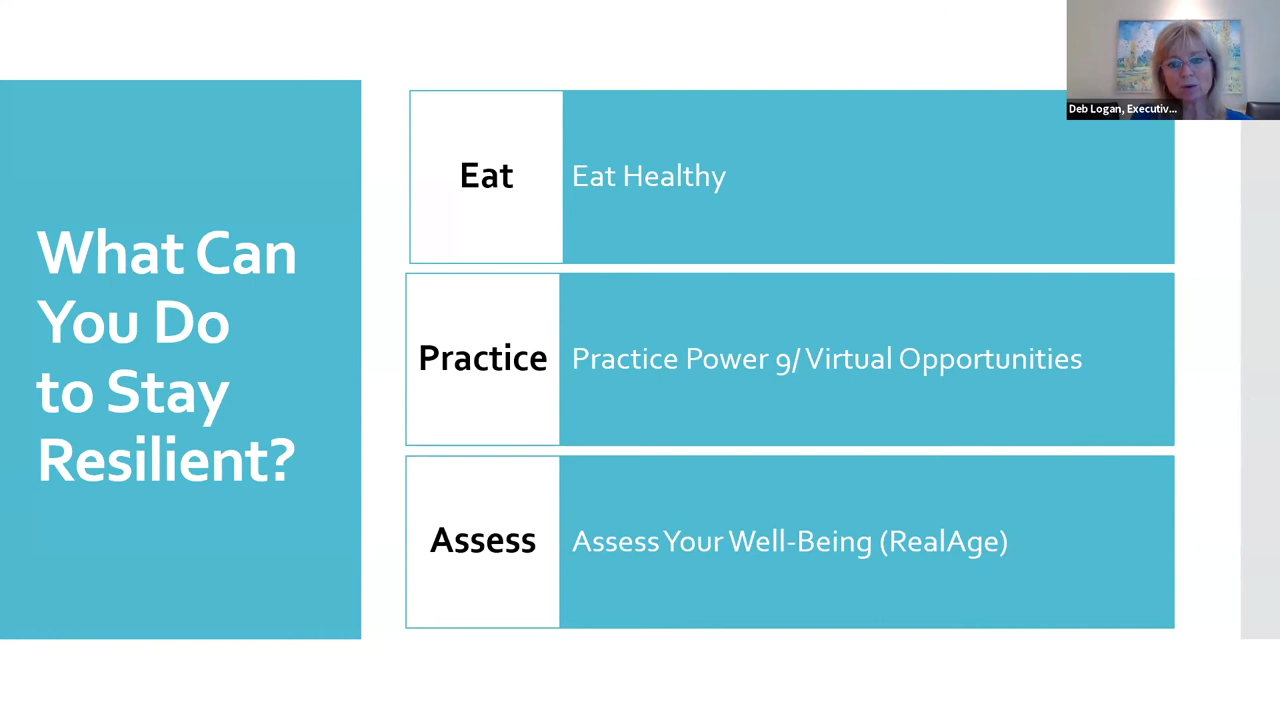 What Can
You Do
to Stay
Resilient?
Eat
Eat Healthy
Practice
Practice Power 9/ Virtual Opportunities
Assess
Assess Your Well-Being (RealAge)
Deb Logan, Executiv...